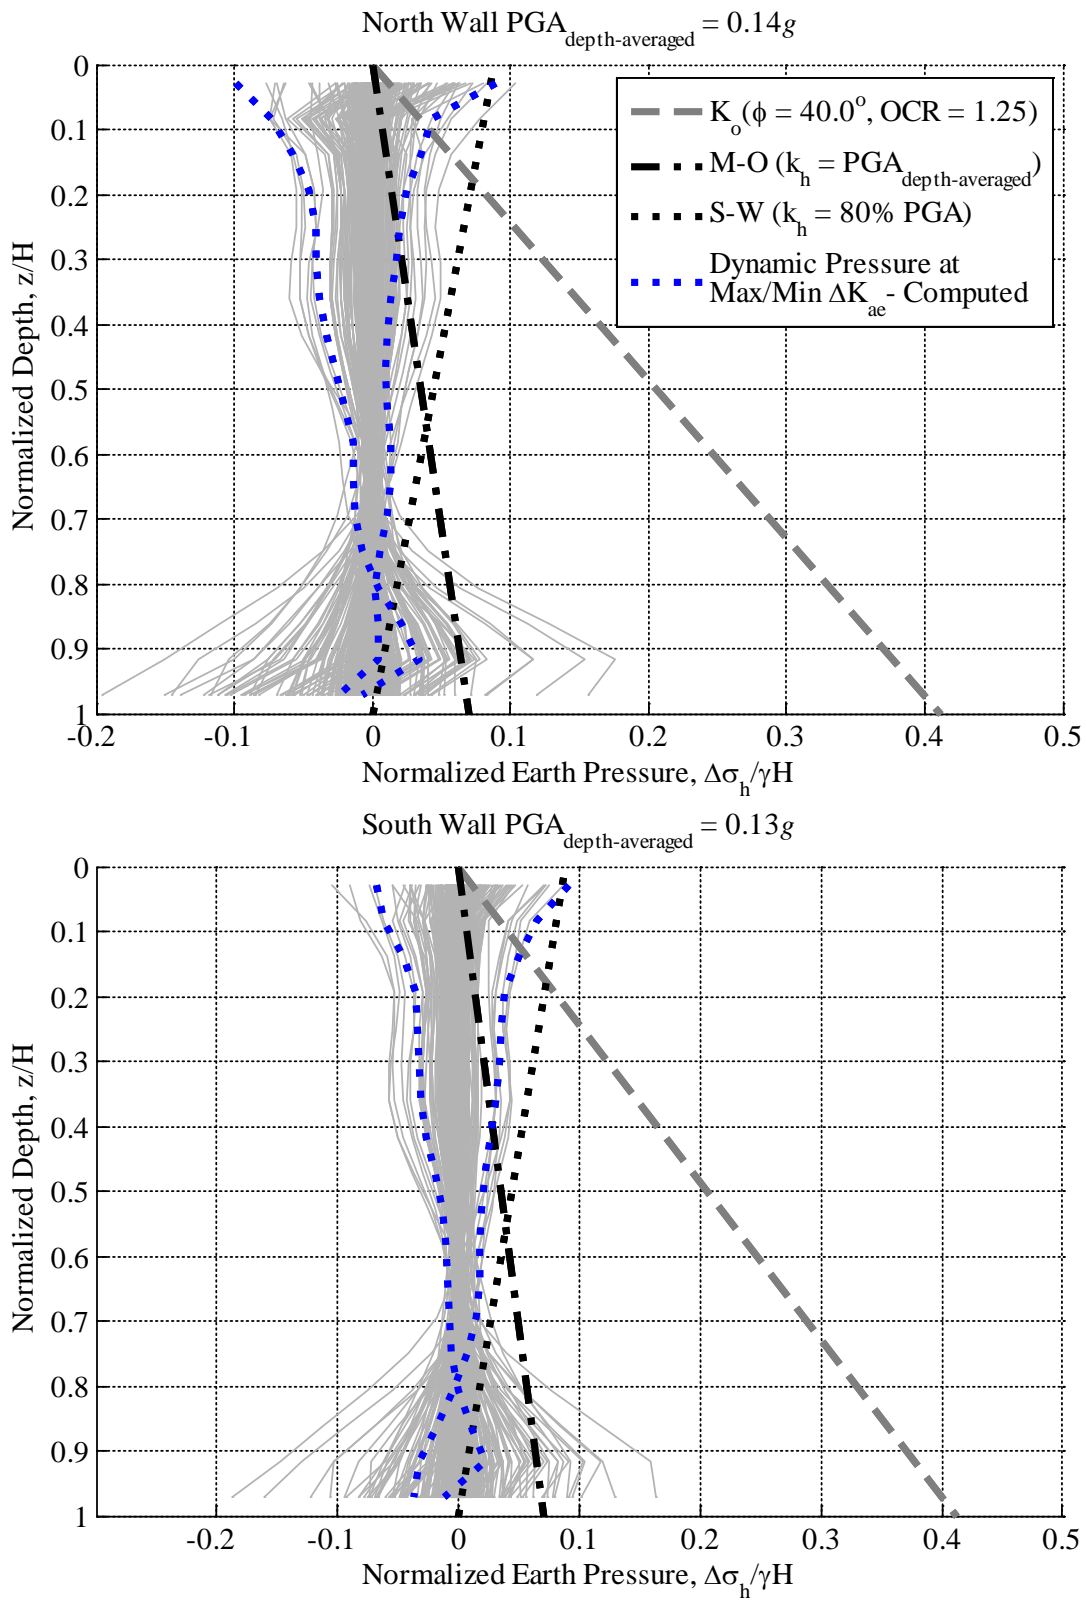 North Wall PGA_depth-averaged = 0.14g
0
0.1
0.2
0.3
0.4
0.5
0.6
0.7
0.8
0.9
1
Normalized Depth, z/H
K_o (ϕ = 40.0°, OCR = 1.25)
M-O (k_h = PGA_depth-averaged)
S-W (k_h = 80% PGA)
Dynamic Pressure at
Max/Min ΔK_ae - Computed
-0.2 -0.1 0 0.1 0.2 0.3 0.4 0.5
Normalized Earth Pressure, Δσ_h/γH
South Wall PGA_depth-averaged = 0.13g
0
0.1
0.2
0.3
0.4
0.5
0.6
0.7
0.8
0.9
1
Normalized Depth, z/H
-0.2 -0.1 0 0.1 0.2 0.3 0.4 0.5
Normalized Earth Pressure, Δσ_h/γH